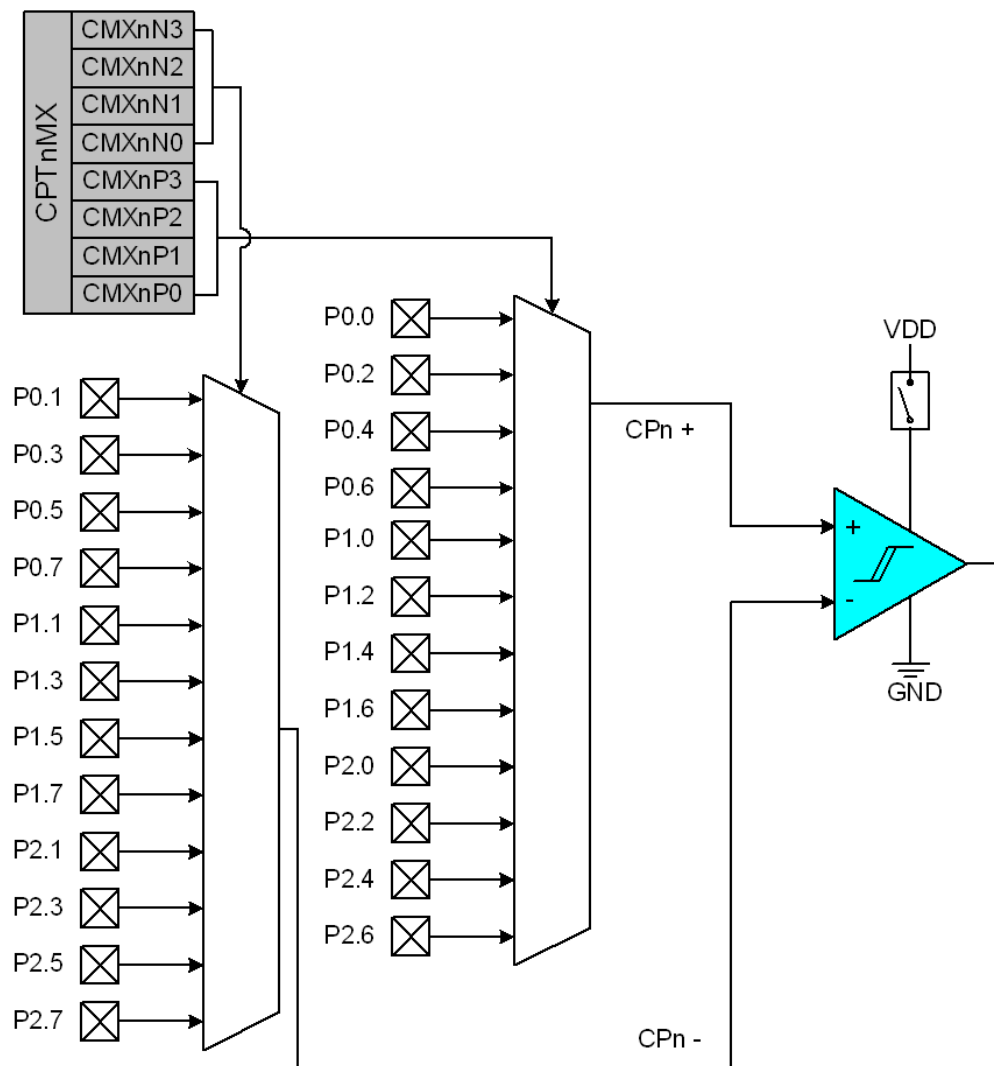 CPTnMX
CMXnN3
CMXnN2
CMXnN1
CMXnN0
CMXnP3
CMXnP2
CMXnP1
CMXnP0
P0.1
P0.3
P0.5
P0.7
P1.1
P1.3
P1.5
P1.7
P2.1
P2.3
P2.5
P2.7
P0.0
P0.2
P0.4
P0.6
P1.0
P1.2
P1.4
P1.6
P2.0
P2.2
P2.4
P2.6
CPn +
CPn -
VDD
+
-
GND